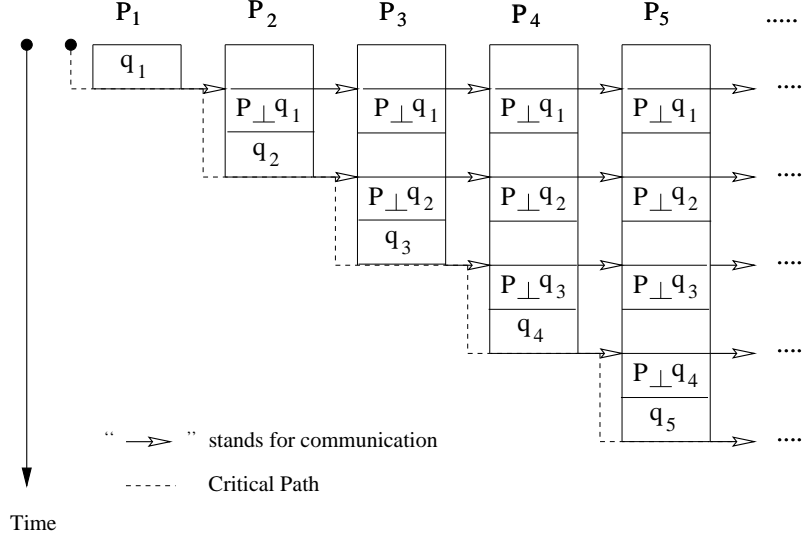 P1 P2 P3 P4 P5 .....
q1
P⊥q1 P⊥q1 P⊥q1 P⊥q1 ....
q2
P⊥q2 P⊥q2 P⊥q2 ....
q3
P⊥q3 P⊥q3 ....
q4
P⊥q4 ....
q5
....
“ ” stands for communication
Critical Path
Time